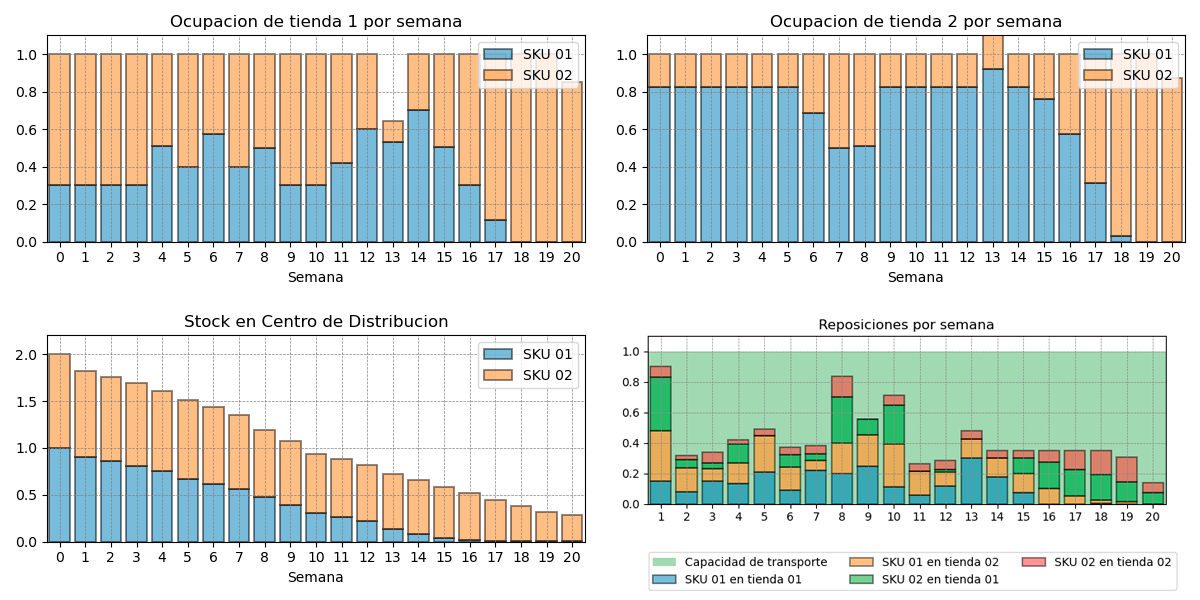 Ocupacion de tienda 1 por semana
1.0
0.8
0.6
0.4
0.2
0.0
SKU 01
SKU 02
0 1 2 3 4 5 6 7 8 9 10 11 12 13 14 15 16 17 18 19 20
Semana
Ocupacion de tienda 2 por semana
1.0
0.8
0.6
0.4
0.2
0.0
SKU 01
SKU 02
0 1 2 3 4 5 6 7 8 9 10 11 12 13 14 15 16 17 18 19 20
Semana
Stock en Centro de Distribucion
2.0
1.5
1.0
0.5
0.0
SKU 01
SKU 02
0 1 2 3 4 5 6 7 8 9 10 11 12 13 14 15 16 17 18 19 20
Semana
Reposiciones por semana
1.0
0.8
0.6
0.4
0.2
0.0
1 2 3 4 5 6 7 8 9 10 11 12 13 14 15 16 17 18 19 20
Capacidad de transporte
SKU 01 en tienda 01
SKU 01 en tienda 02
SKU 02 en tienda 01
SKU 02 en tienda 02